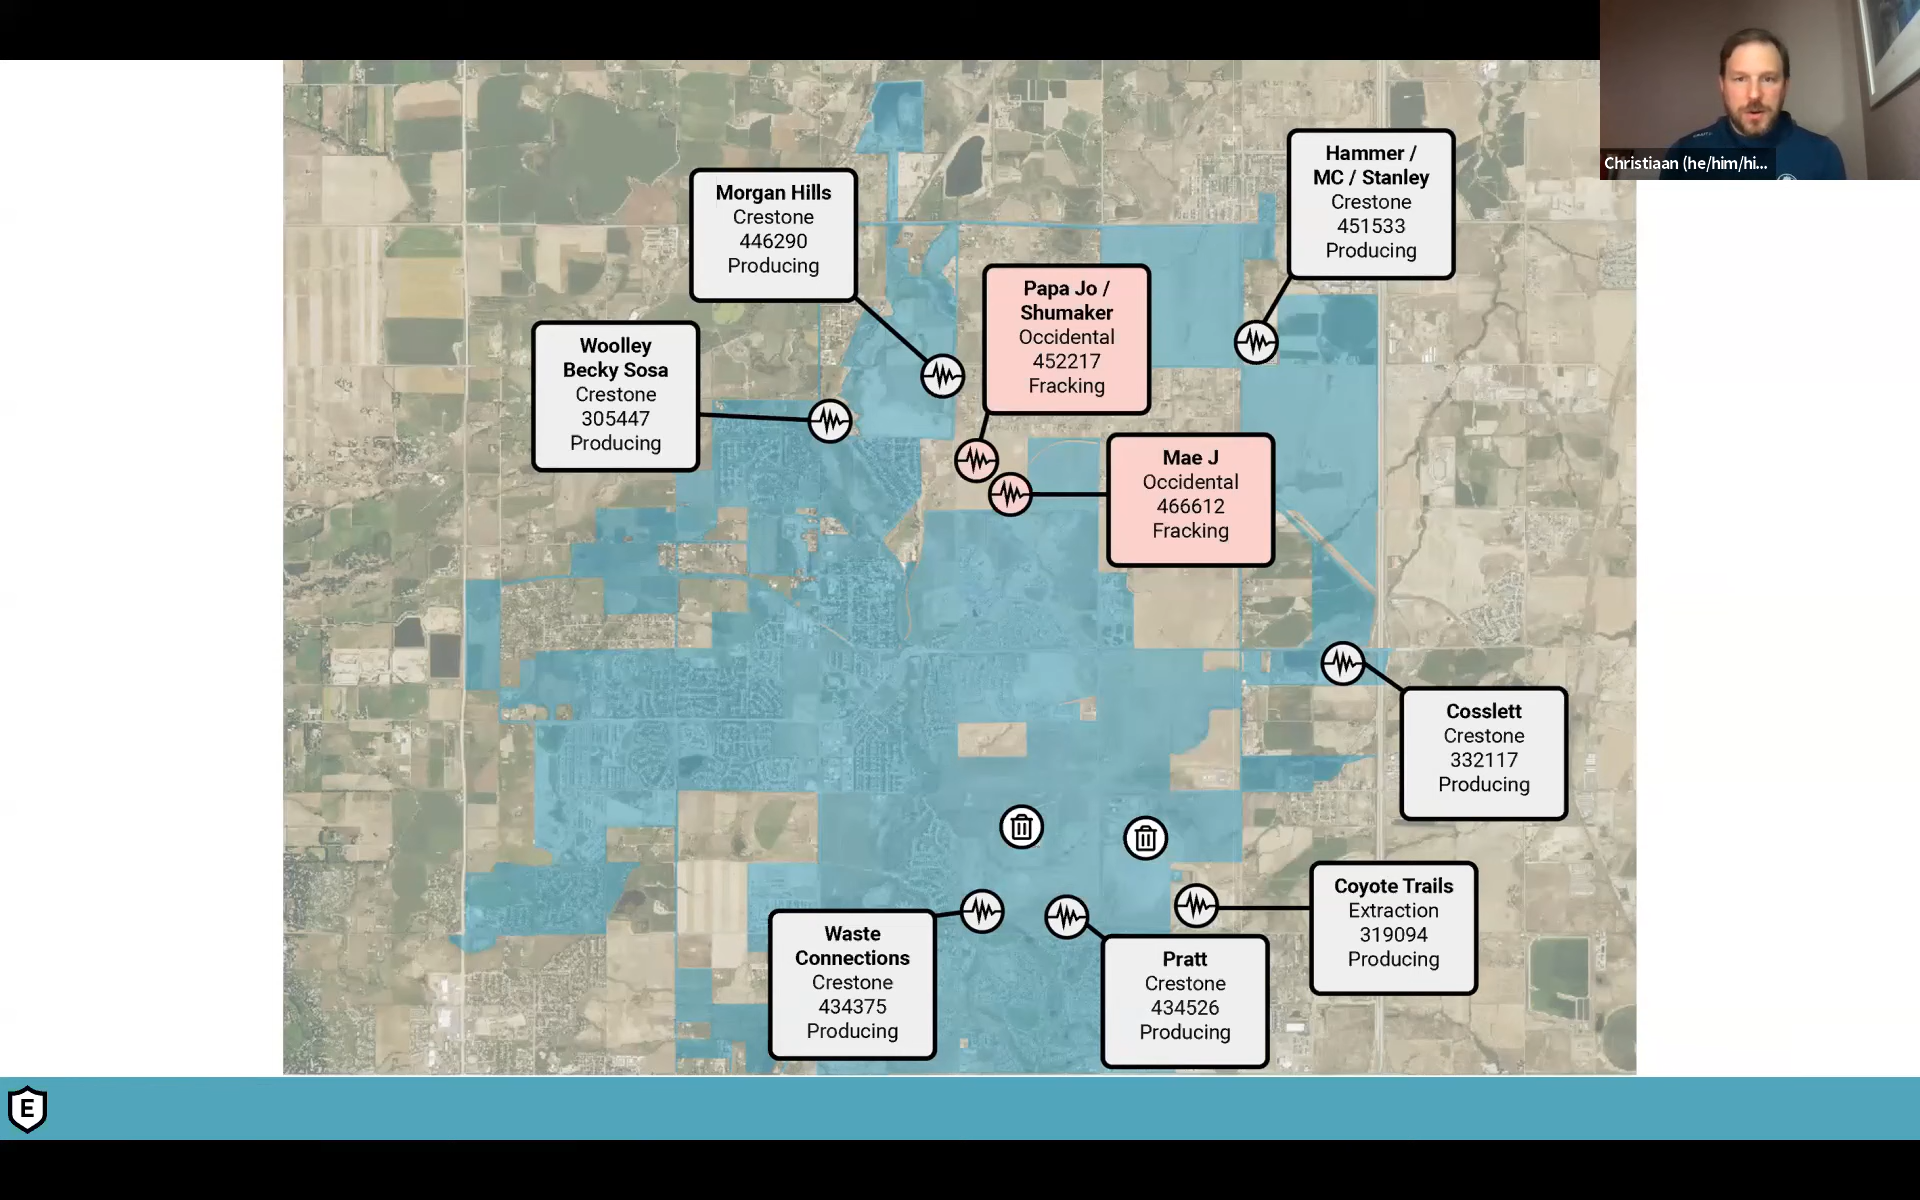 Christiaan (he/him/hi...
Hammer /
MC / Stanley
Crestone
451533
Producing
Morgan Hills
Crestone
446290
Producing
Papa Jo /
Shumaker
Occidental
452217
Fracking
Woolley
Becky Sosa
Crestone
305447
Producing
Mae J
Occidental
466612
Fracking
Cosslett
Crestone
332117
Producing
Coyote Trails
Extraction
319094
Producing
Waste
Connections
Crestone
434375
Producing
Pratt
Crestone
434526
Producing
E